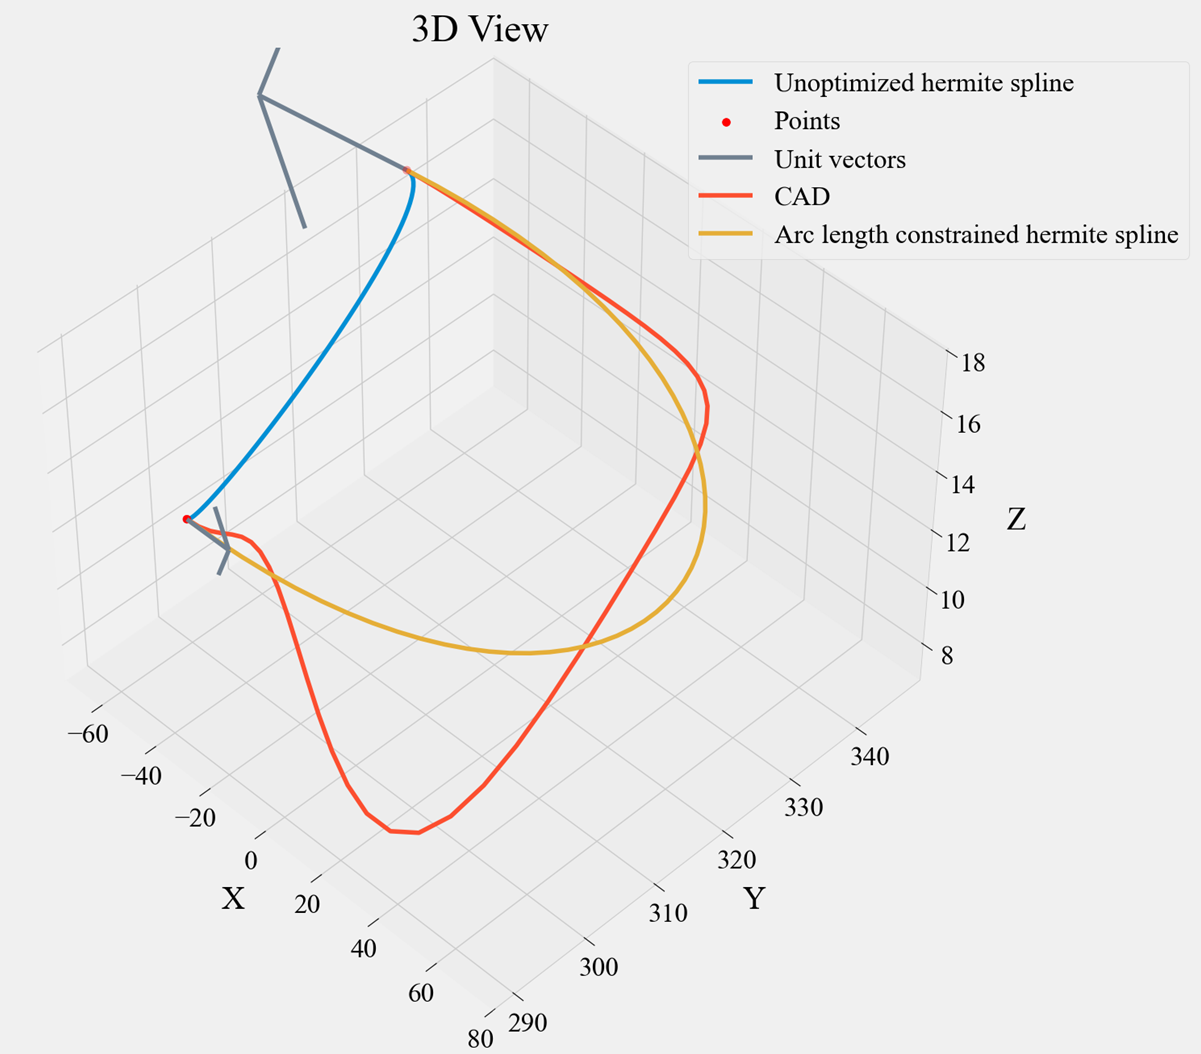 3D View
Unoptimized hermite spline
Points
Unit vectors
CAD
Arc length constrained hermite spline
18
16
14
12
10
8
Z
−60
−40
−20
0
20
40
60
80
X
290
300
310
320
330
340
Y